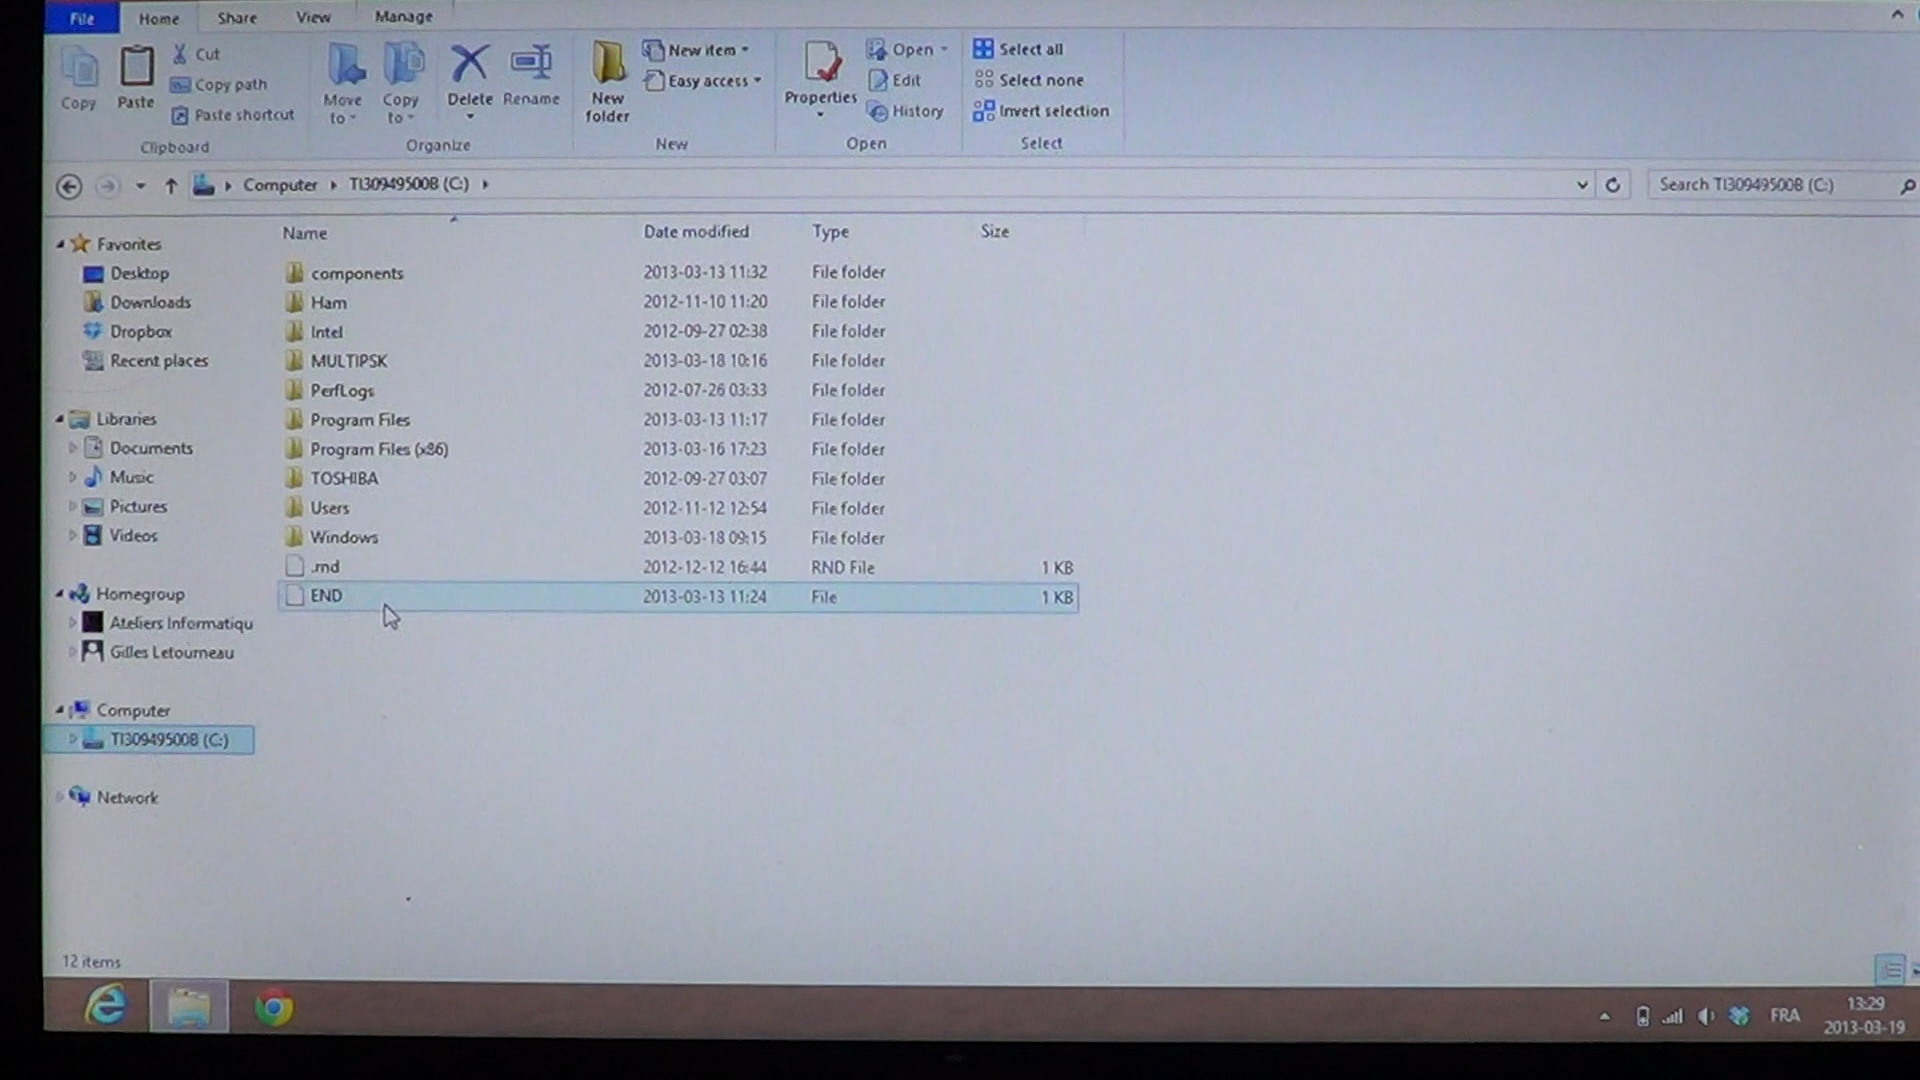 File Home Share View Manage
Copy Paste Cut Copy path Paste shortcut
Clipboard
Move to Copy to Delete Rename
Organize
New folder New item Easy access
New
Properties Open Edit History
Open
Select all Select none Invert selection
Select
Computer TI30949500B (C:) Search TI30949500B (C:)
Favorites
Desktop
Downloads
Dropbox
Recent places
Libraries
Documents
Music
Pictures
Videos
Homegroup
Ateliers Informatiqu
Gilles Letourneau
Computer
TI30949500B (C:)
Network
Name Date modified Type Size
components 2013-03-13 11:32 File folder
Ham 2012-11-10 11:20 File folder
Intel 2012-09-27 02:38 File folder
MULTIPSK 2013-03-18 10:16 File folder
PerfLogs 2012-07-26 03:33 File folder
Program Files 2013-03-13 11:17 File folder
Program Files (x86) 2013-03-16 17:23 File folder
TOSHIBA 2012-09-27 03:07 File folder
Users 2012-11-12 12:54 File folder
Windows 2013-03-18 09:15 File folder
.rnd 2012-12-12 16:44 RND File 1 KB
END 2013-03-13 11:24 File 1 KB
12 items
FRA 13:29
2013-03-19